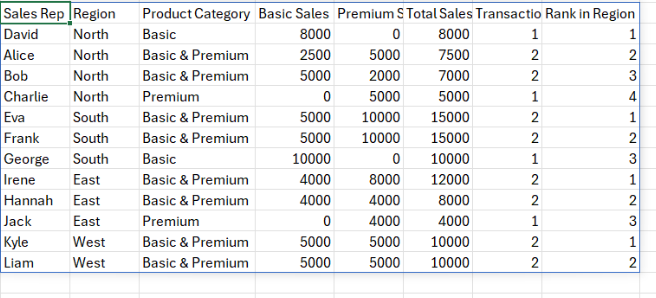 Sales Rep Region Product Category Basic Sales Premium S Total Sales Transactio Rank in Region
David North Basic 8000 0 8000 1 1
Alice North Basic & Premium 2500 5000 7500 2 2
Bob North Basic & Premium 5000 2000 7000 2 3
Charlie North Premium 0 5000 5000 1 4
Eva South Basic & Premium 5000 10000 15000 2 1
Frank South Basic & Premium 5000 10000 15000 2 2
George South Basic 10000 0 10000 1 3
Irene East Basic & Premium 4000 8000 12000 2 1
Hannah East Basic & Premium 4000 4000 8000 2 2
Jack East Premium 0 4000 4000 1 3
Kyle West Basic & Premium 5000 5000 10000 2 1
Liam West Basic & Premium 5000 5000 10000 2 2